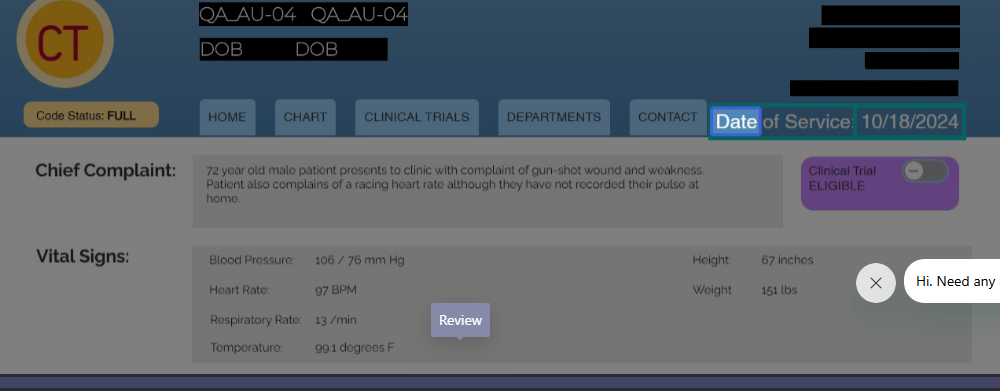 CT
QA_AU-04 QA_AU-04
DOB DOB
Code Status: FULL
HOME
CHART
CLINICAL TRIALS
DEPARTMENTS
CONTACT
Date of Service: 10/18/2024
Chief Complaint:
72 year old male patient presents to clinic with complaint of gun-shot wound and weakness.
Patient also complains of a racing heart rate although they have not recorded their pulse at
home.
Clinical Trial
ELIGIBLE
Vital Signs:
Blood Pressure: 106 / 76 mm Hg
Height: 67 inches
Heart Rate: 97 BPM
Weight 151 lbs
Respiratory Rate: 13 /min
Temperature: 99.1 degrees F
Hi. Need any
Review